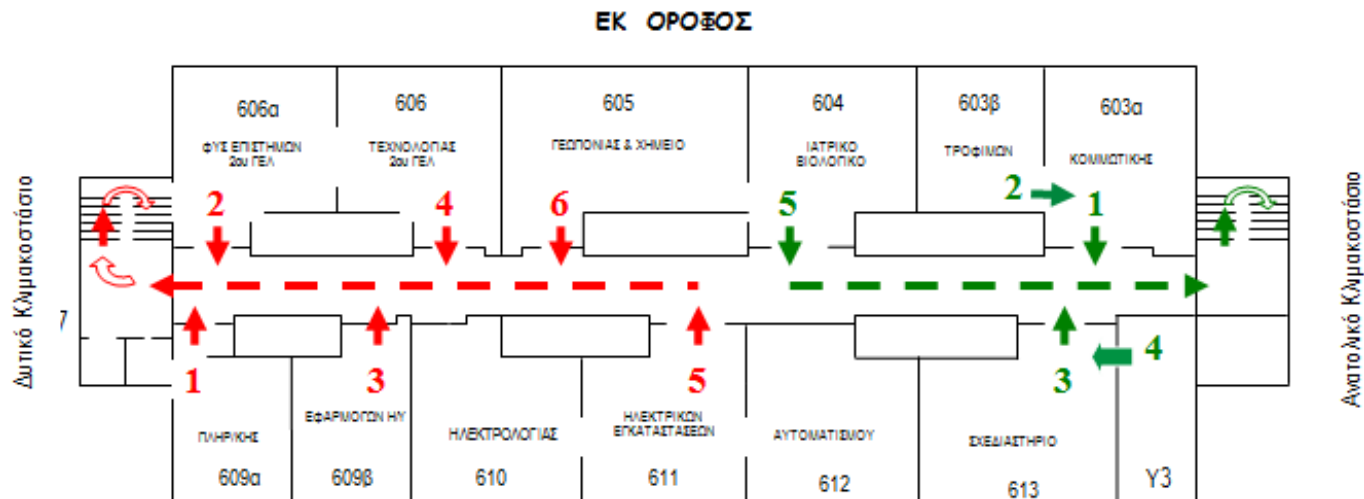 ΕΚ ΟΡΟΦΟΣ
606α
606
605
604
603β
603α
ΦΥΣ ΕΠΙΣΤΗΜΩΝ
2ου ΓΕΛ
ΤΕΧΝΟΛΟΓΙΑΣ
2ου ΓΕΛ
ΓΕΩΠΟΝΙΑΣ & ΧΗΜΕΙΟ
ΙΑΤΡΙΚΟ
ΒΙΟΛΟΓΙΚΟ
ΤΡΟΦΙΜΩΝ
ΚΟΜΜΩΤΙΚΗΣ
2
4
6
5
2
1
Δυτικό Κλιμακοστάσιο
Ανατολικό Κλιμακοστάσιο
7
1
3
5
3
4
ΠΛΗΡΙΚΗΣ
ΕΦΑΡΜΟΓΩΝ ΗΥ
ΗΛΕΚΤΡΟΛΟΓΙΑΣ
ΗΛΕΚΤΡΙΚΩΝ
ΕΓΚΑΤΑΣΤΑΣΕΩΝ
ΑΥΤΟΜΑΤΙΣΜΟΥ
ΣΧΕΔΙΑΣΤΗΡΙΟ
609α
609β
610
611
612
613
Υ3